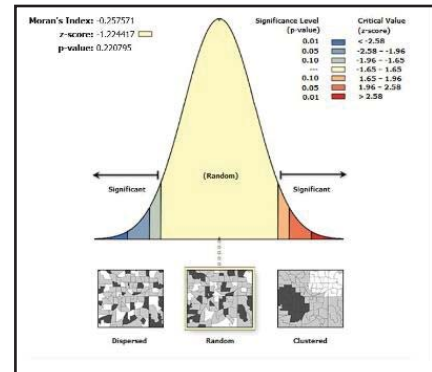 Moran's Index: -0.257571
z-score: -1.224417
p-value: 0.220795
Significance Level
(p-value)
Critical Value
(z-score)
0.01 < -2.58
0.05 -2.58 - -1.96
0.10 -1.96 - -1.65
--- -1.65 - 1.65
0.10 1.65 - 1.96
0.05 1.96 - 2.58
0.01 > 2.58
(Random)
Significant Significant
Dispersed Random Clustered